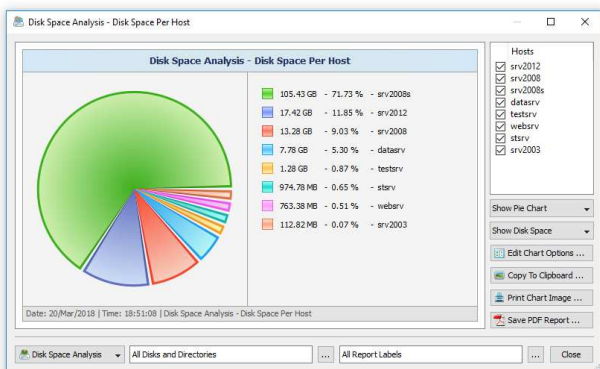 Disk Space Analysis - Disk Space Per Host
Disk Space Analysis - Disk Space Per Host
105.43 GB - 71.73 % - srv2008s
17.42 GB - 11.85 % - srv2012
13.28 GB - 9.03 % - srv2008
7.78 GB - 5.30 % - datasrv
1.28 GB - 0.87 % - testsrv
974.78 MB - 0.65 % - stsrv
763.38 MB - 0.51 % - websrv
112.82 MB - 0.07 % - srv2003
Date: 20/Mar/2018 | Time: 18:51:08 | Disk Space Analysis - Disk Space Per Host
Hosts
srv2012
srv2008
srv2008s
datasrv
testsrv
websrv
stsrv
srv2003
Show Pie Chart
Show Disk Space
Edit Chart Options ...
Copy To Clipboard ...
Print Chart Image ...
Save PDF Report ...
Disk Space Analysis
All Disks and Directories
...
All Report Labels
...
Close